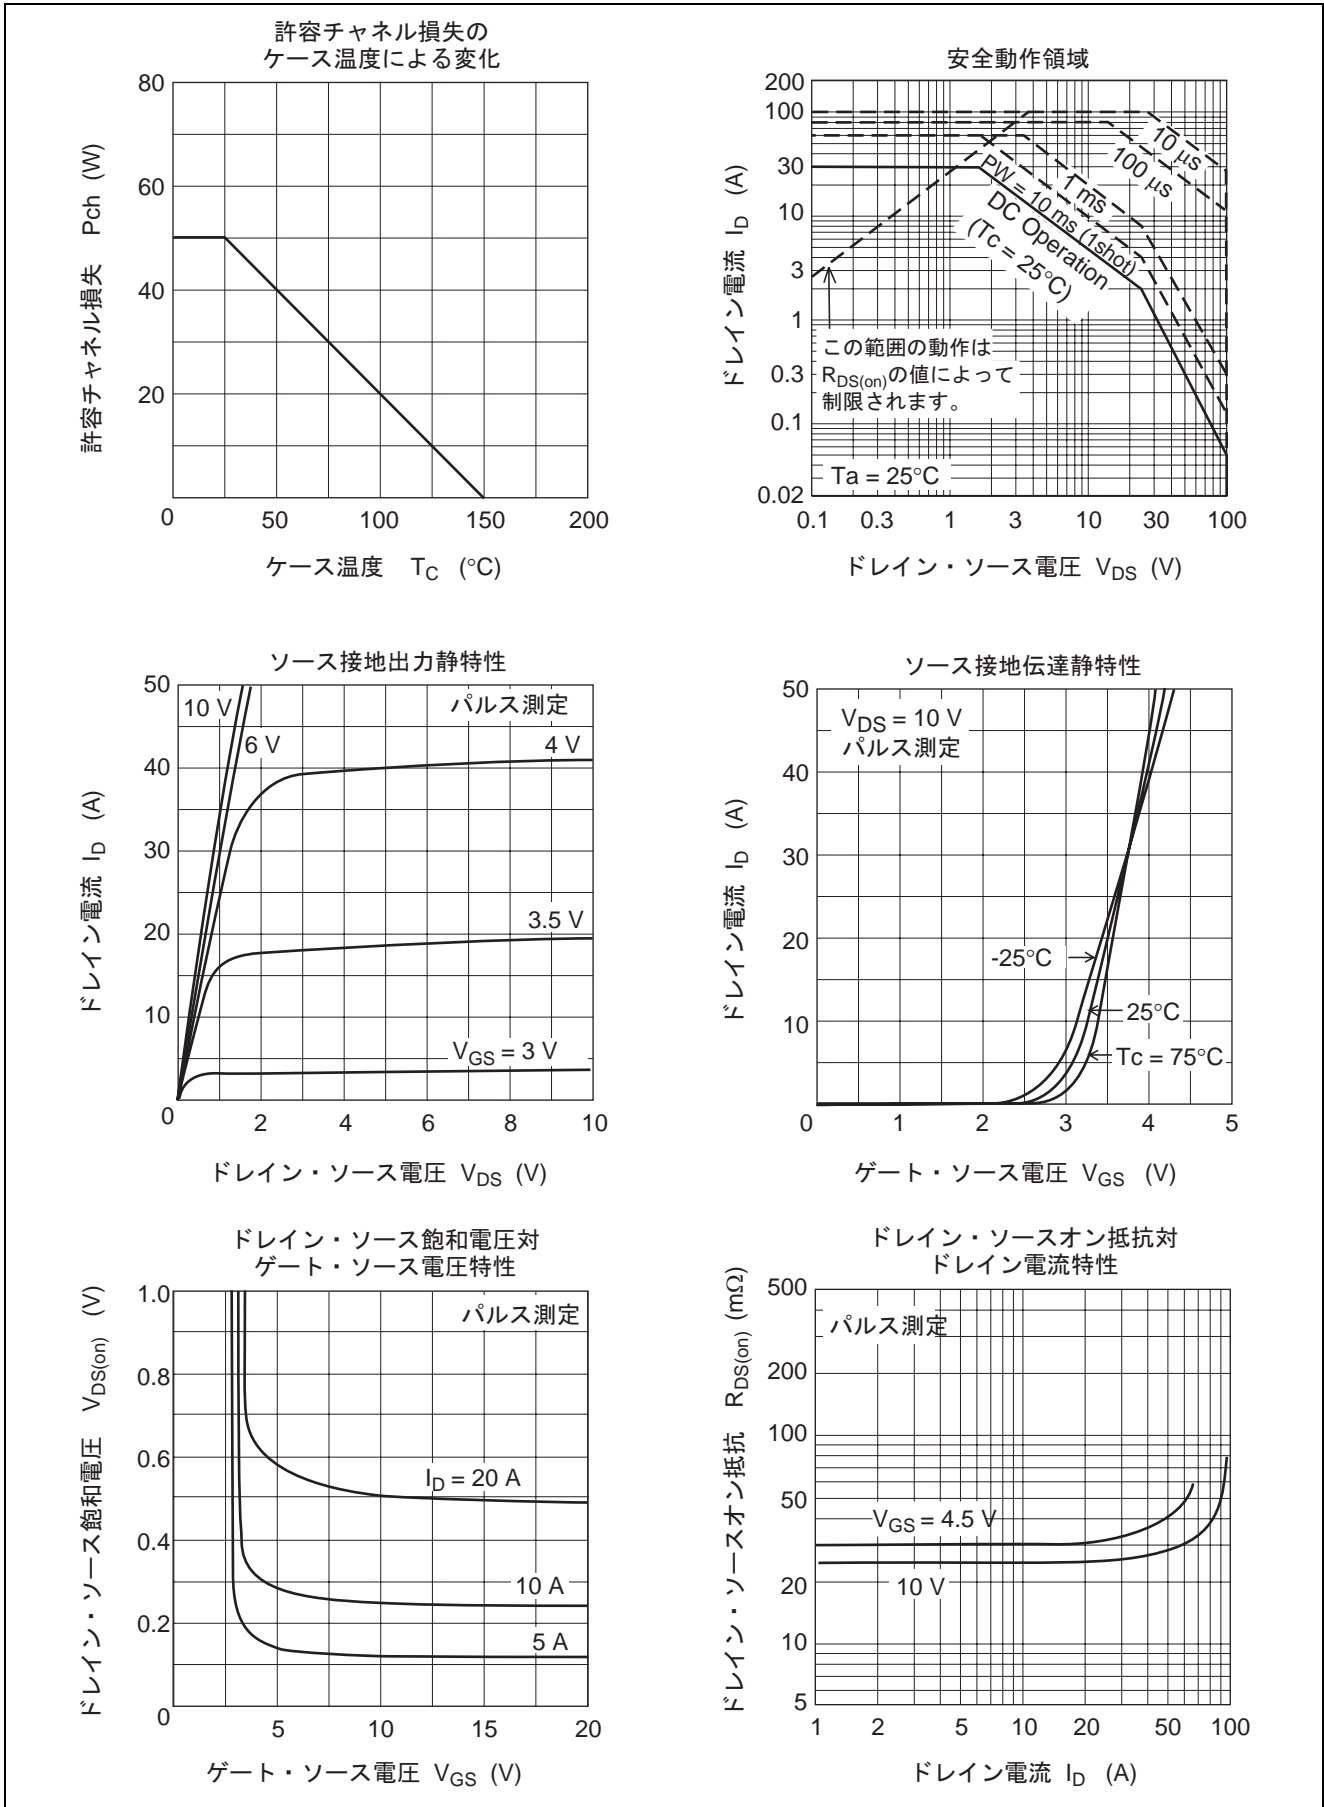 許容チャネル損失の
ケース温度による変化
許容チャネル損失 Pch (W)
80
60
40
20
0
50
100
150
200
ケース温度 TC (°C)
安全動作領域
ドレイン電流 ID (A)
200
100
30
10
3
1
0.3
0.1
0.02
10 µs
100 µs
1 ms
PW = 10 ms (1shot)
DC Operation
(Tc = 25°C)
この範囲の動作は
RDS(on)の値によって
制限されます。
Ta = 25°C
0.1
0.3
1
3
10
30
100
ドレイン・ソース電圧 VDS (V)
ソース接地出力静特性
ドレイン電流 ID (A)
50
40
30
20
10
0
10 V
6 V
パルス測定
4 V
3.5 V
VGS = 3 V
2
4
6
8
10
ドレイン・ソース電圧 VDS (V)
ソース接地伝達静特性
ドレイン電流 ID (A)
50
40
30
20
10
0
VDS = 10 V
パルス測定
-25°C
25°C
Tc = 75°C
1
2
3
4
5
ゲート・ソース電圧 VGS (V)
ドレイン・ソース飽和電圧対
ゲート・ソース電圧特性
ドレイン・ソース飽和電圧 VDS(on) (V)
1.0
0.8
0.6
0.4
0.2
0
パルス測定
ID = 20 A
10 A
5 A
5
10
15
20
ゲート・ソース電圧 VGS (V)
ドレイン・ソースオン抵抗対
ドレイン電流特性
ドレイン・ソースオン抵抗 RDS(on) (mΩ)
500
200
100
50
20
10
5
パルス測定
VGS = 4.5 V
10 V
1
2
5
10
20
50
100
ドレイン電流 ID (A)